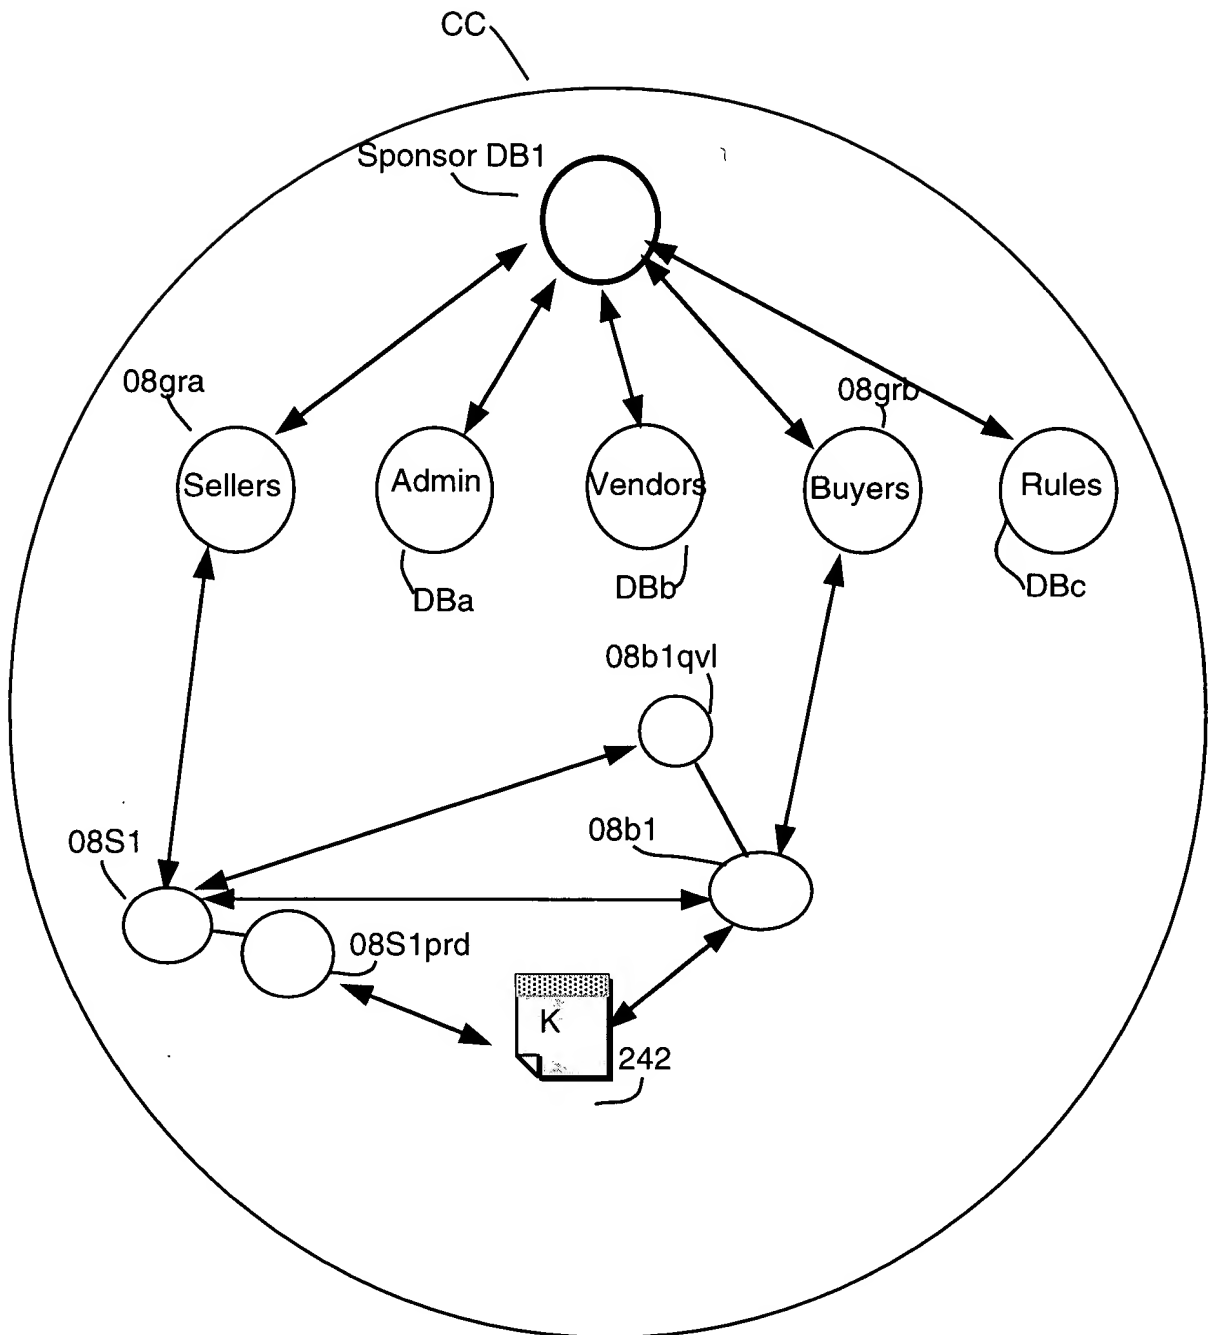 CC
Sponsor DB1
08gra
08grb
Sellers
Admin
Vendors
Buyers
Rules
DBa
DBb
DBc
08b1qvl
08b1
08S1
08S1prd
K
242